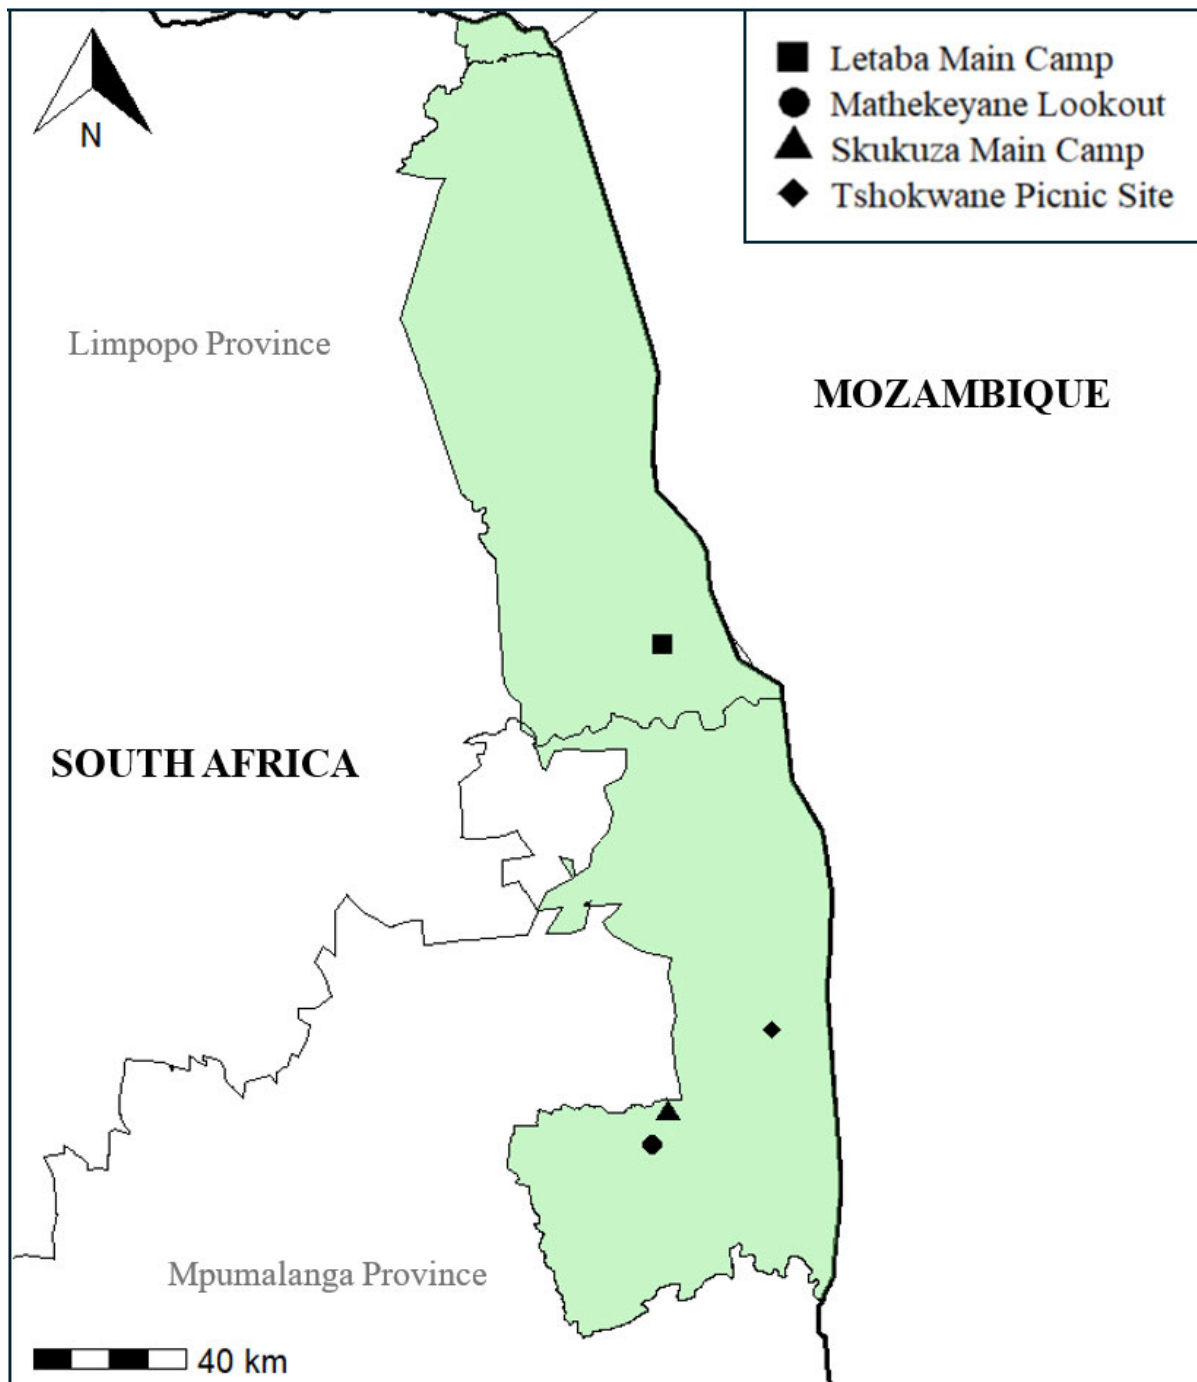 Letaba Main Camp
Mathekeyane Lookout
Skukuza Main Camp
Tshokwane Picnic Site
N
Limpopo Province
MOZAMBIQUE
SOUTH AFRICA
Mpumalanga Province
40 km